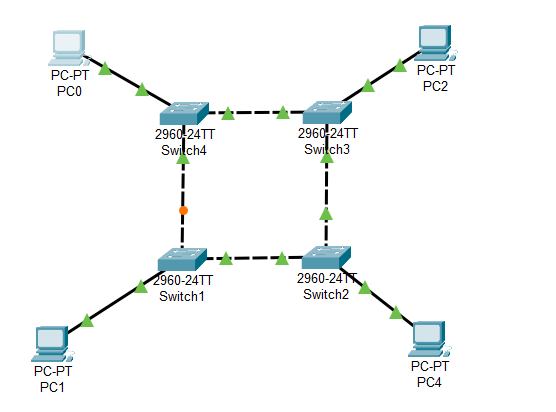 PC-PT
PC0
PC-PT
PC2
2960-24TT
Switch4
2960-24TT
Switch3
2960-24TT
Switch1
2960-24TT
Switch2
PC-PT
PC1
PC-PT
PC4